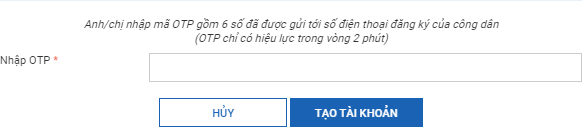 Anh/chị nhập mã OTP gồm 6 số đã được gửi tới số điện thoại đăng ký của công dân
(OTP chỉ có hiệu lực trong vòng 2 phút)
Nhập OTP *
HỦY TẠO TÀI KHOẢN